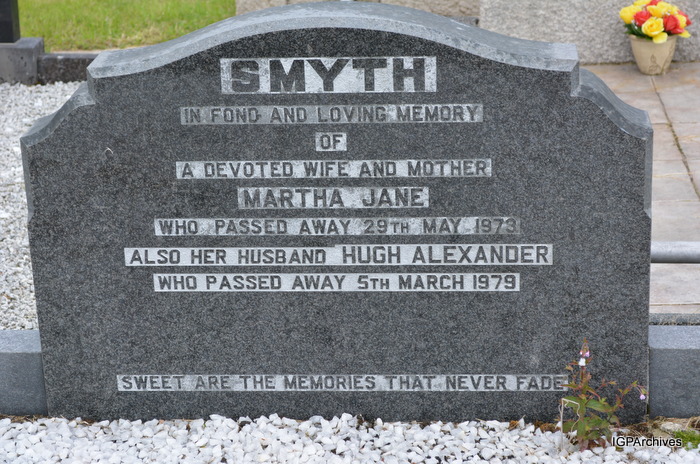 SMYTH
IN FOND AND LOVING MEMORY
OF
A DEVOTED WIFE AND MOTHER
MARTHA JANE
WHO PASSED AWAY 29TH MAY 1973
ALSO HER HUSBAND HUGH ALEXANDER
WHO PASSED AWAY 5TH MARCH 1979
SWEET ARE THE MEMORIES THAT NEVER FADE
IGPArchives